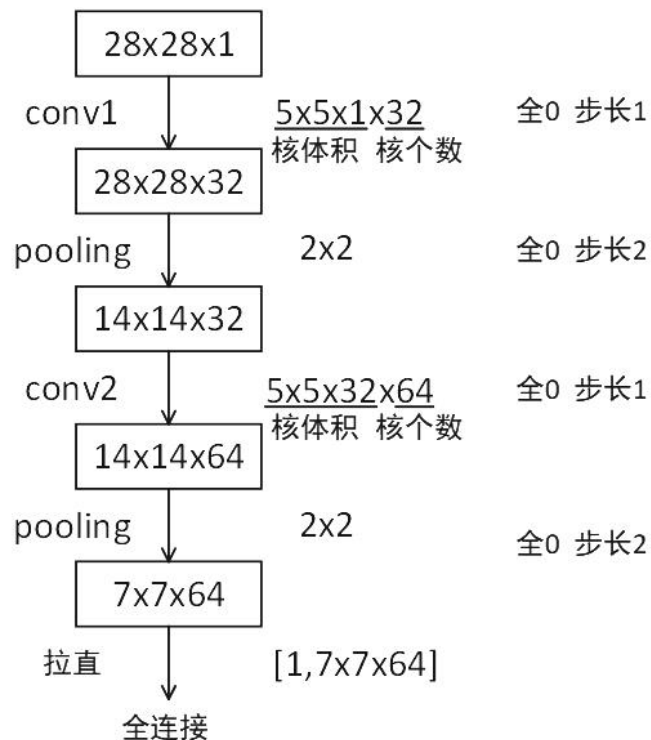 28x28x1
conv1 5x5x1x32 全0 步长1
核体积 核个数
28x28x32
pooling 2x2 全0 步长2
14x14x32
conv2 5x5x32x64 全0 步长1
核体积 核个数
14x14x64
pooling 2x2 全0 步长2
7x7x64
拉直 [1,7x7x64]
全连接